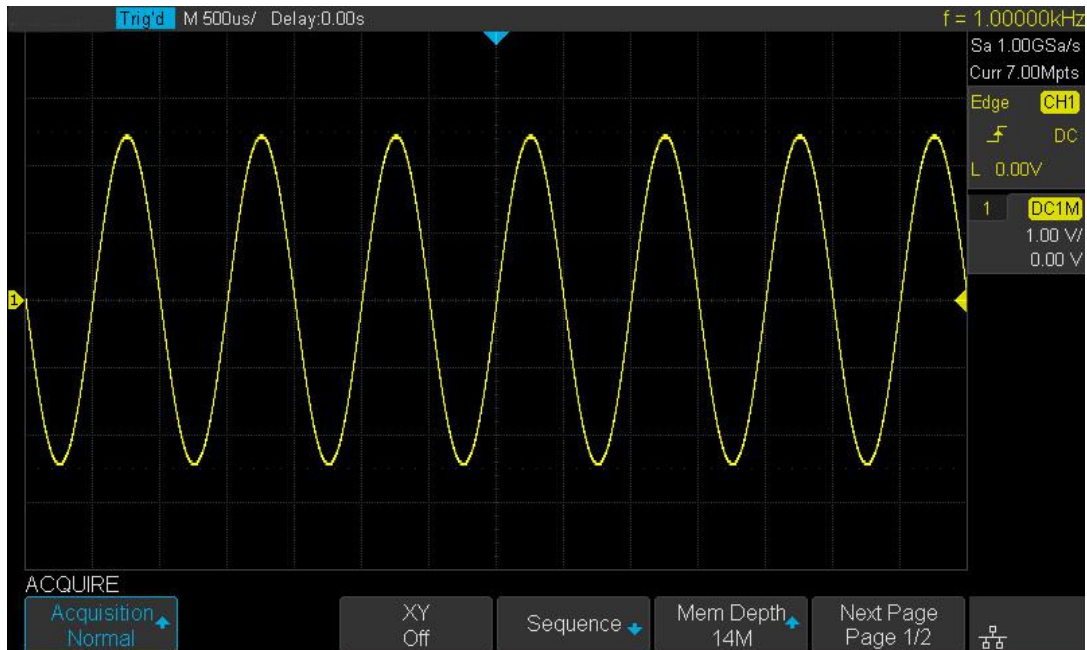 Trig'd M 500us/ Delay:0.00s f = 1.00000kHz
Sa 1.00GSa/s
Curr 7.00Mpts
Edge CH1
DC
L 0.00V
1 DC1M
1.00 V/
0.00 V
1
ACQUIRE
Acquisition
Normal
XY
Off
Sequence
Mem Depth
14M
Next Page
Page 1/2